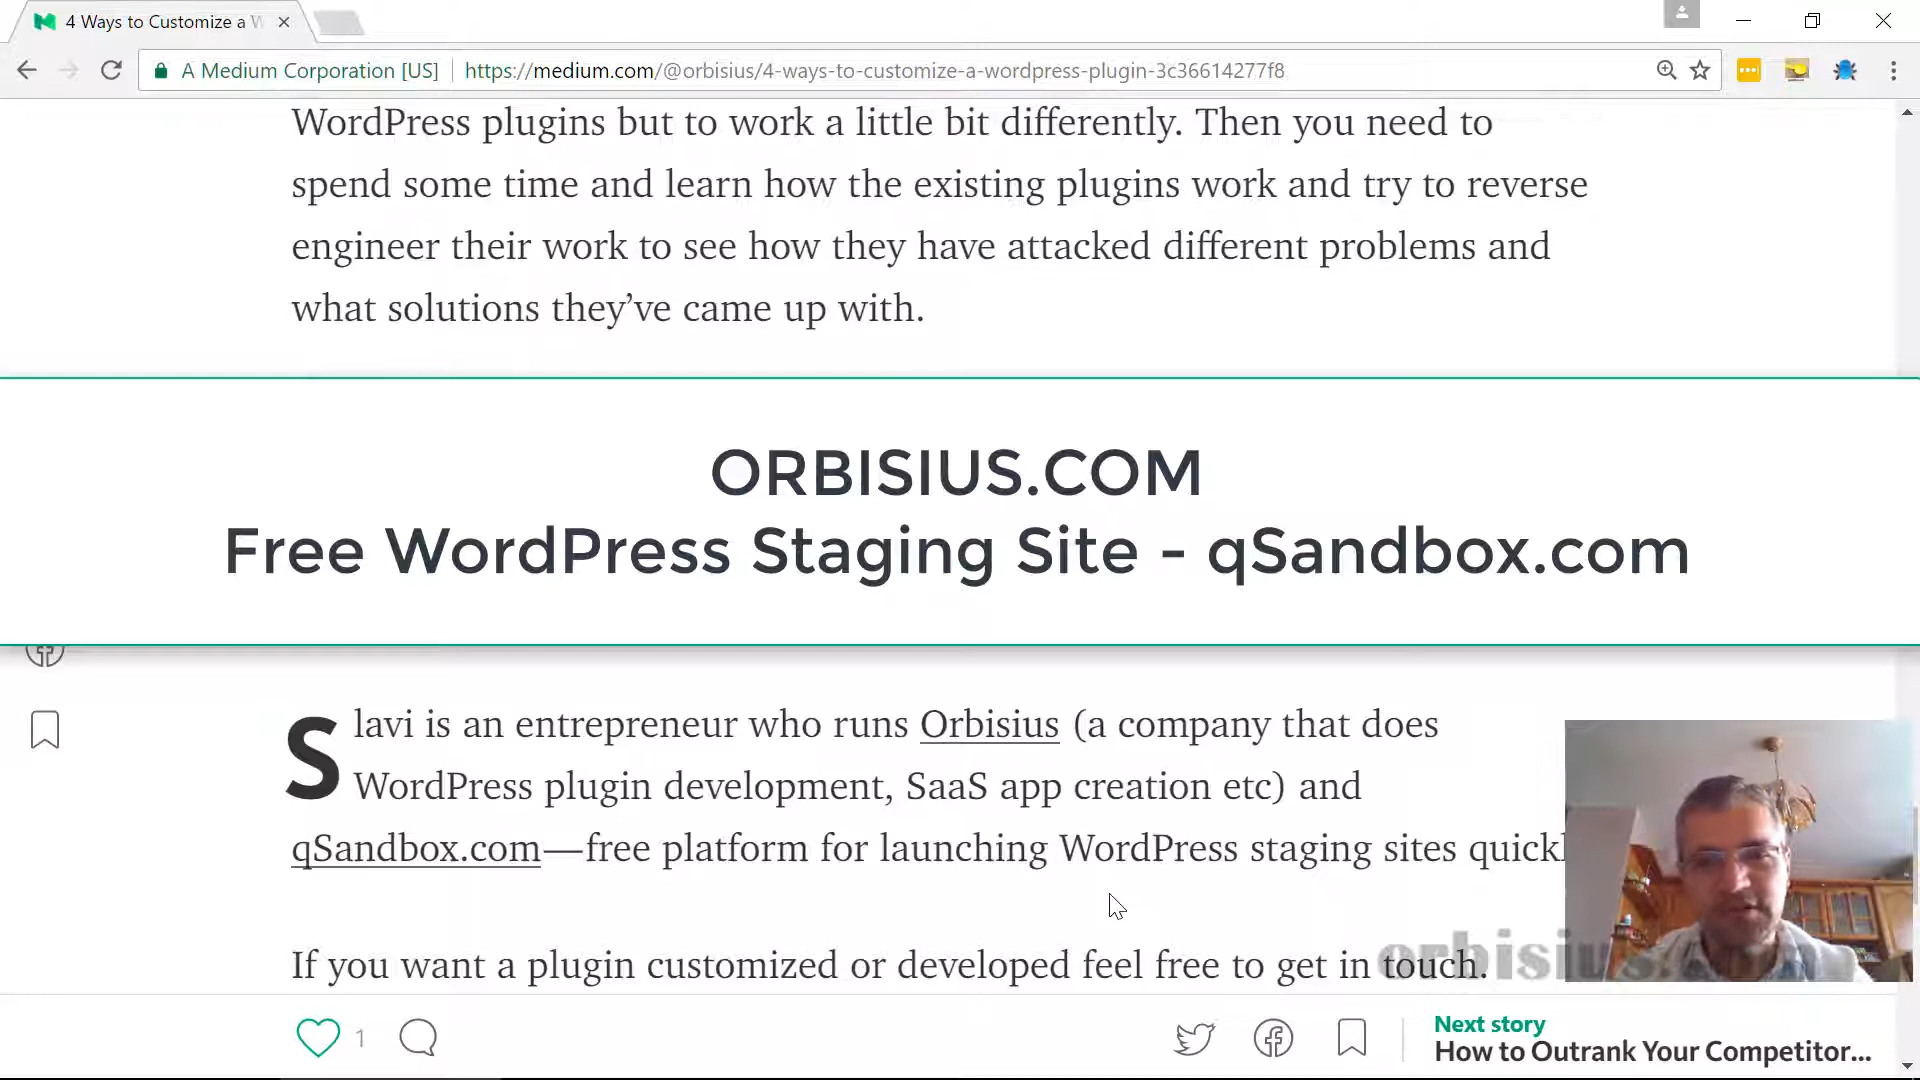 4 Ways to Customize a W
A Medium Corporation [US] https://medium.com/@orbisius/4-ways-to-customize-a-wordpress-plugin-3c36614277f8
WordPress plugins but to work a little bit differently. Then you need to
spend some time and learn how the existing plugins work and try to reverse
engineer their work to see how they have attacked different problems and
what solutions they’ve came up with.
ORBISIUS.COM
Free WordPress Staging Site - qSandbox.com
Slavi is an entrepreneur who runs Orbisius (a company that does
WordPress plugin development, SaaS app creation etc) and
qSandbox.com—free platform for launching WordPress staging sites quickl
If you want a plugin customized or developed feel free to get in touch.
1
Next story
How to Outrank Your Competitor...